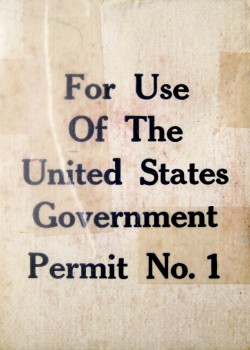 For Use
Of The
United States
Government
Permit No. 1